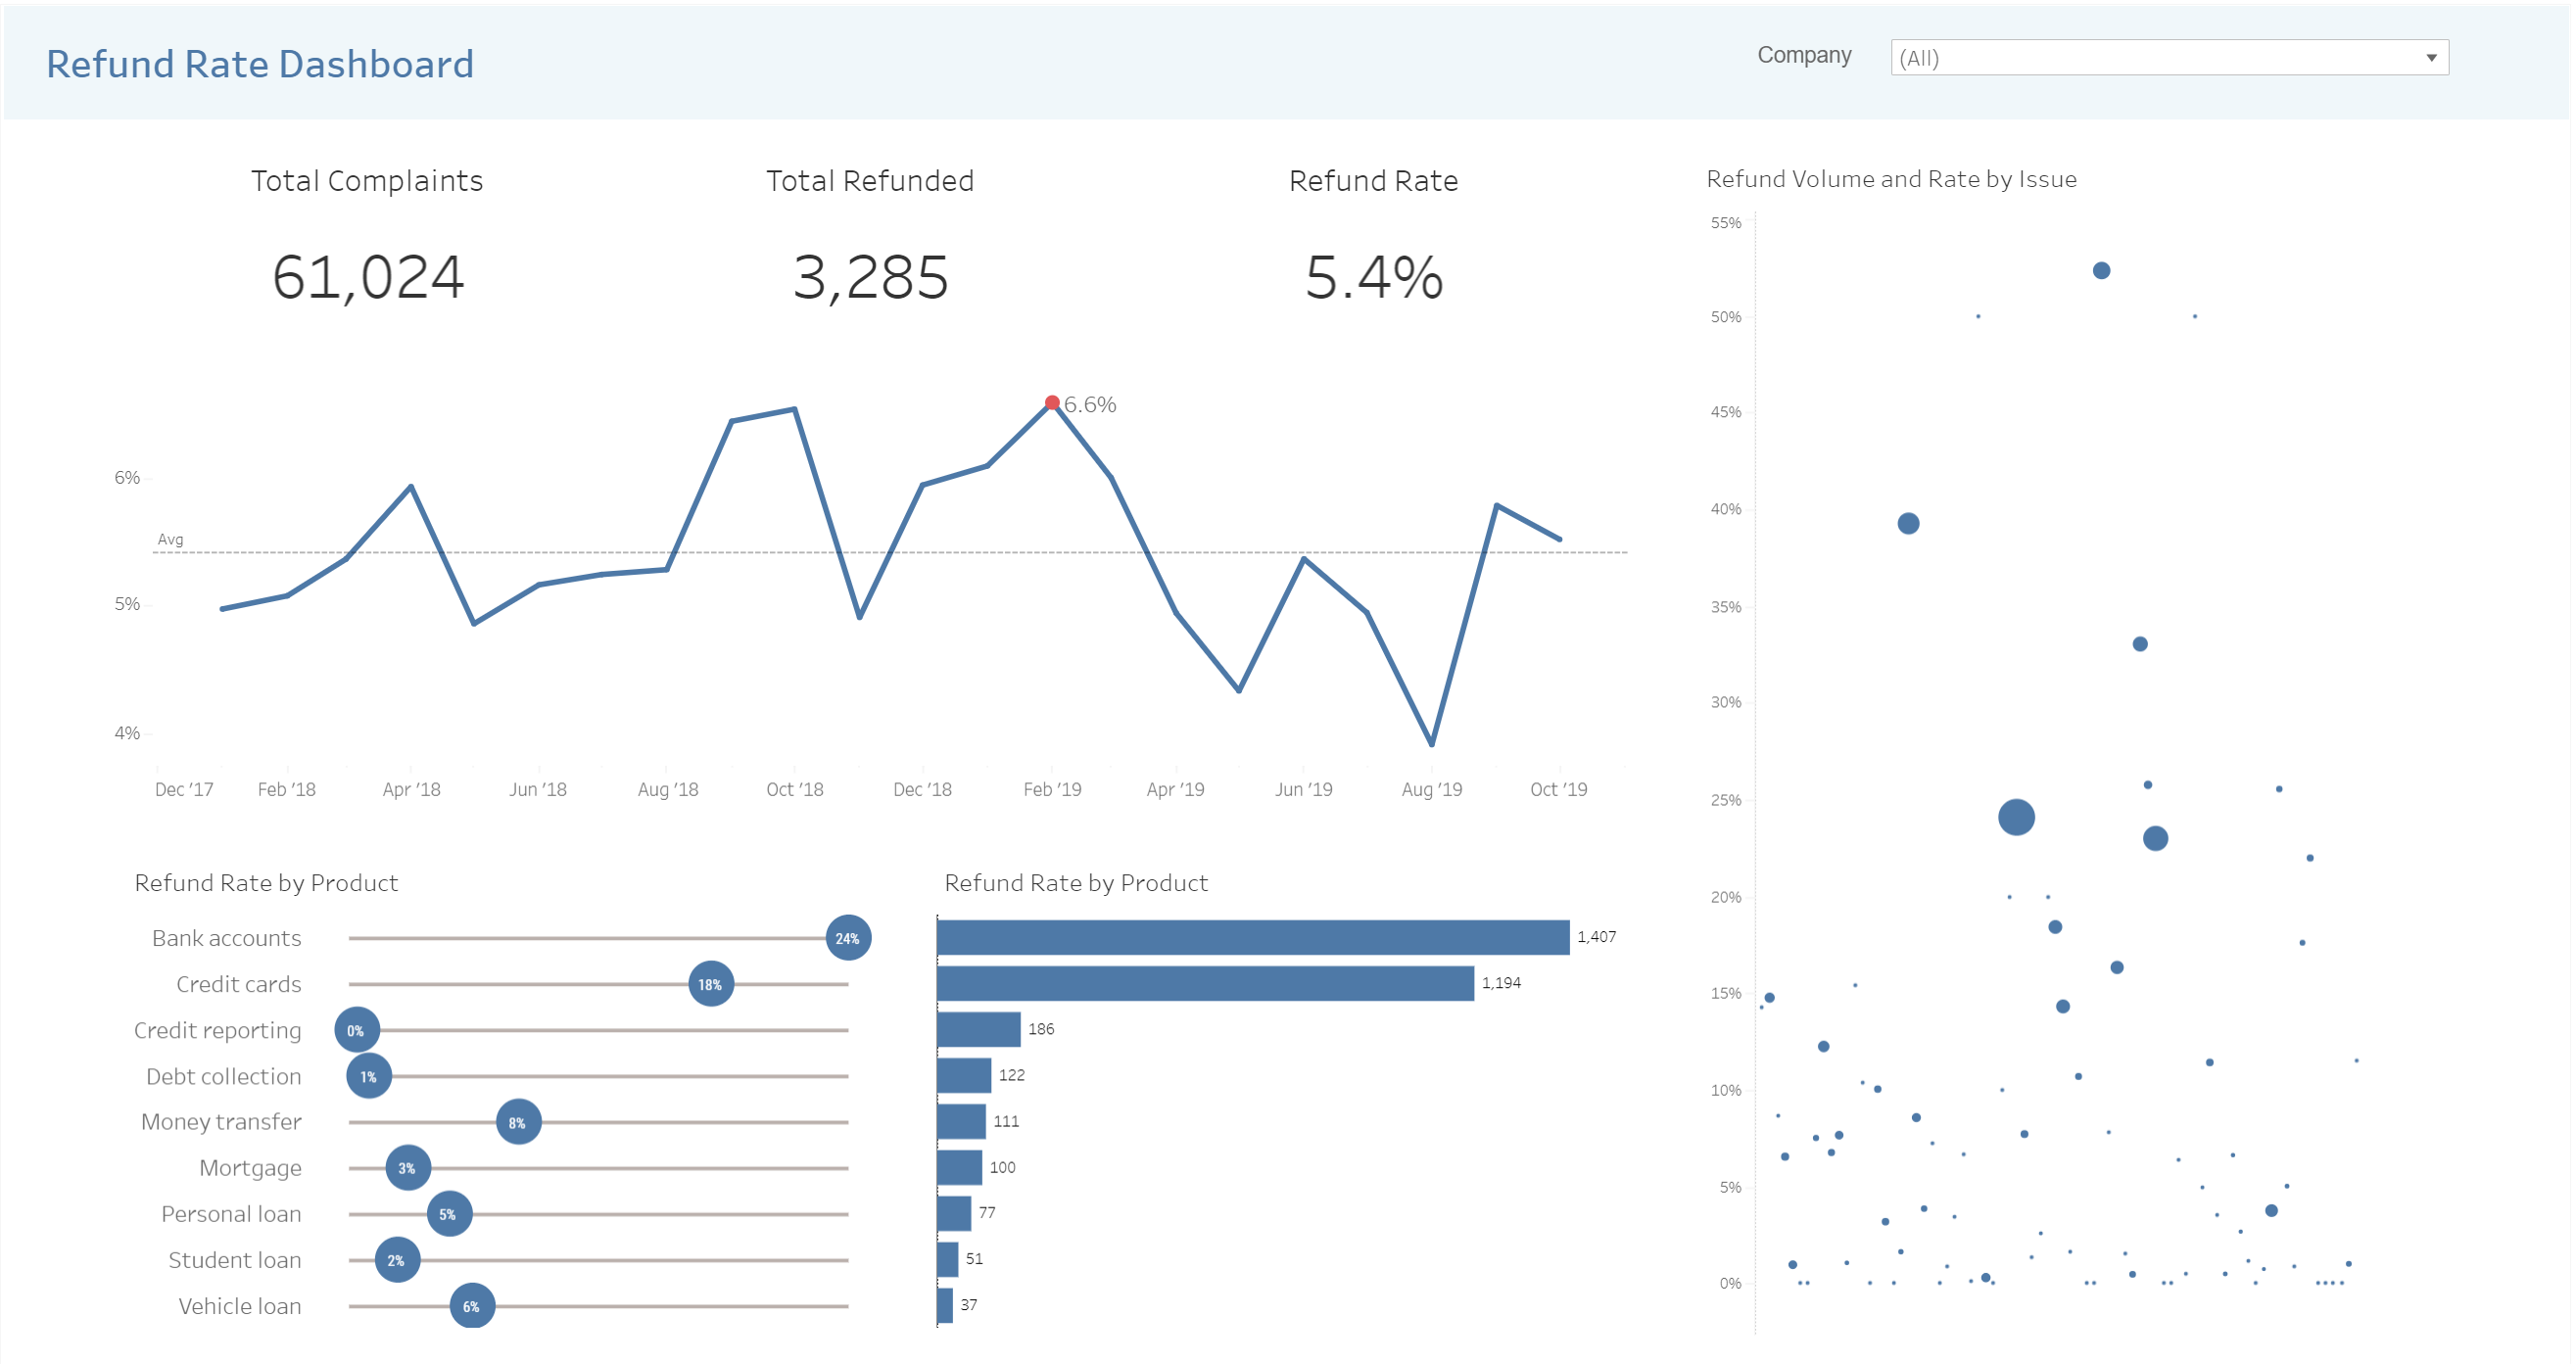 Refund Rate Dashboard
Company
(All)
Total Complaints
61,024
Total Refunded
3,285
Refund Rate
5.4%
6.6%
6%
Avg
5%
4%
Dec '17 Feb '18 Apr '18 Jun '18 Aug '18 Oct '18 Dec '18 Feb '19 Apr '19 Jun '19 Aug '19 Oct '19
Refund Rate by Product
Bank accounts 24%
Credit cards 18%
Credit reporting 0%
Debt collection 1%
Money transfer 8%
Mortgage 3%
Personal loan 5%
Student loan 2%
Vehicle loan 6%
Refund Rate by Product
1,407
1,194
186
122
111
100
77
51
37
Refund Volume and Rate by Issue
55%
50%
45%
40%
35%
30%
25%
20%
15%
10%
5%
0%